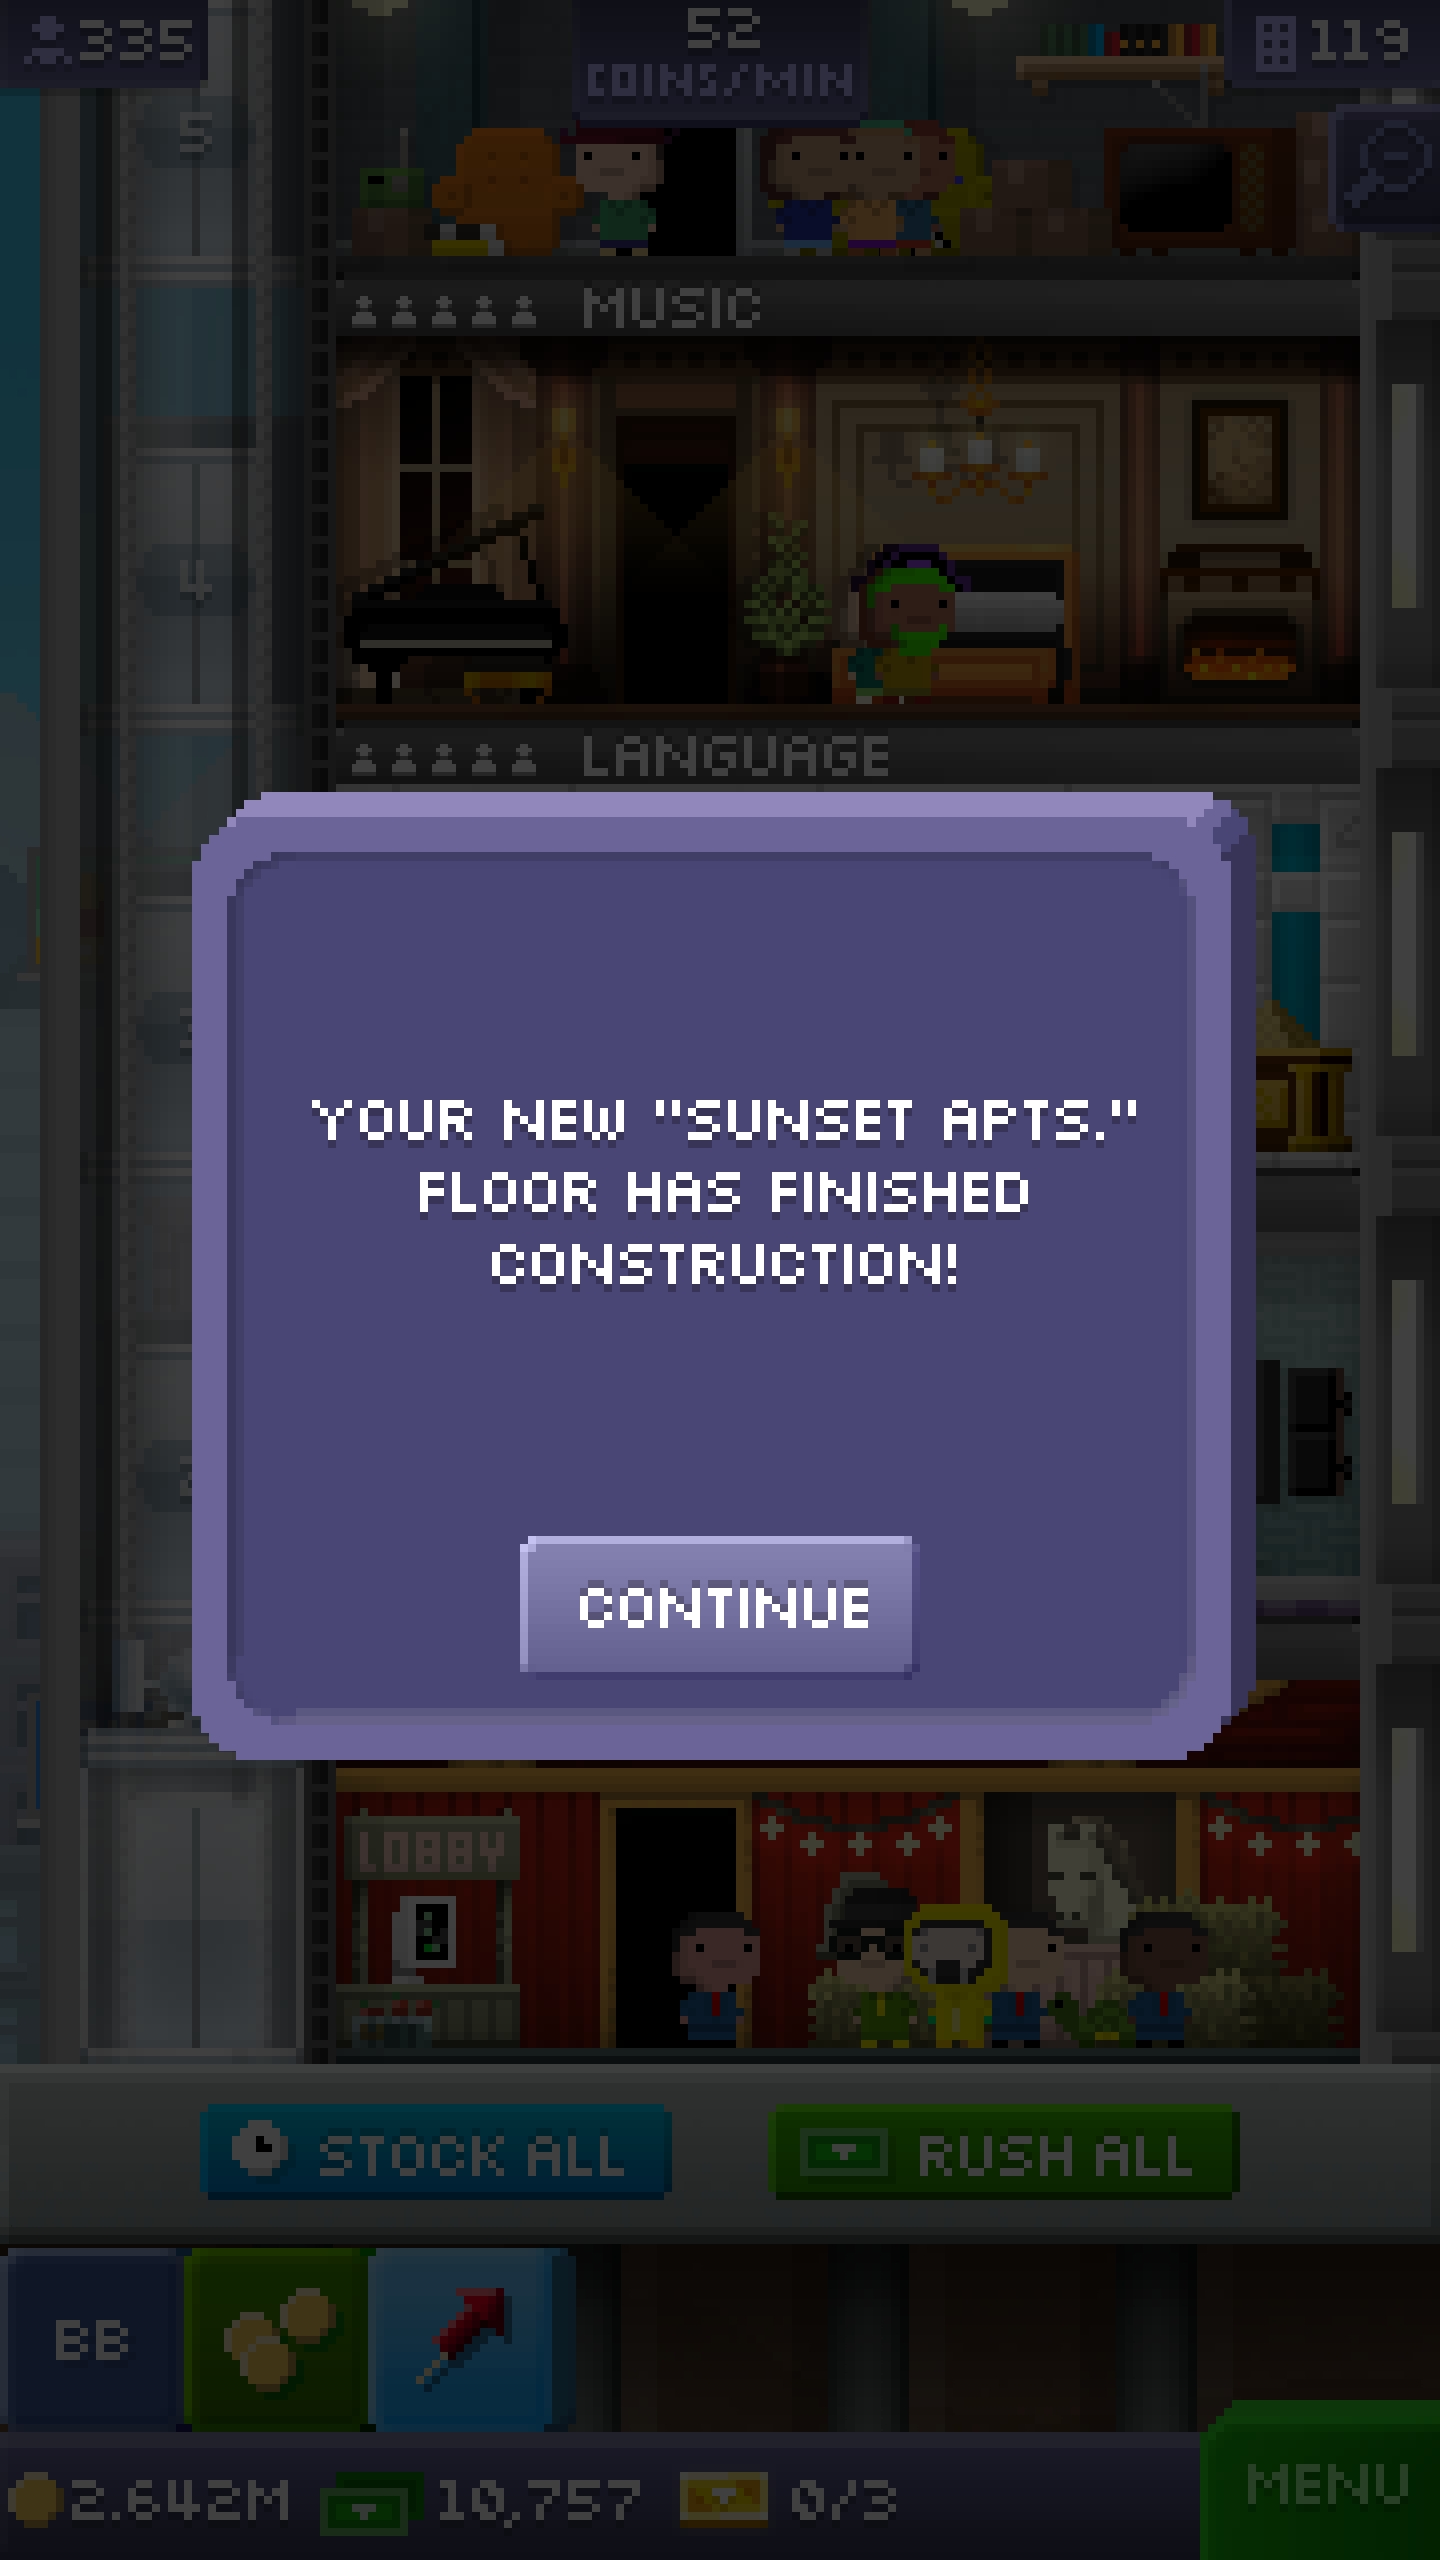 335
52
COINS/MIN
119
5
MUSIC
4
LANGUAGE
YOUR NEW "SUNSET APTS."
FLOOR HAS FINISHED
CONSTRUCTION!
CONTINUE
LOBBY
STOCK ALL
RUSH ALL
BB
2.642M
10,757
0/3
MENU